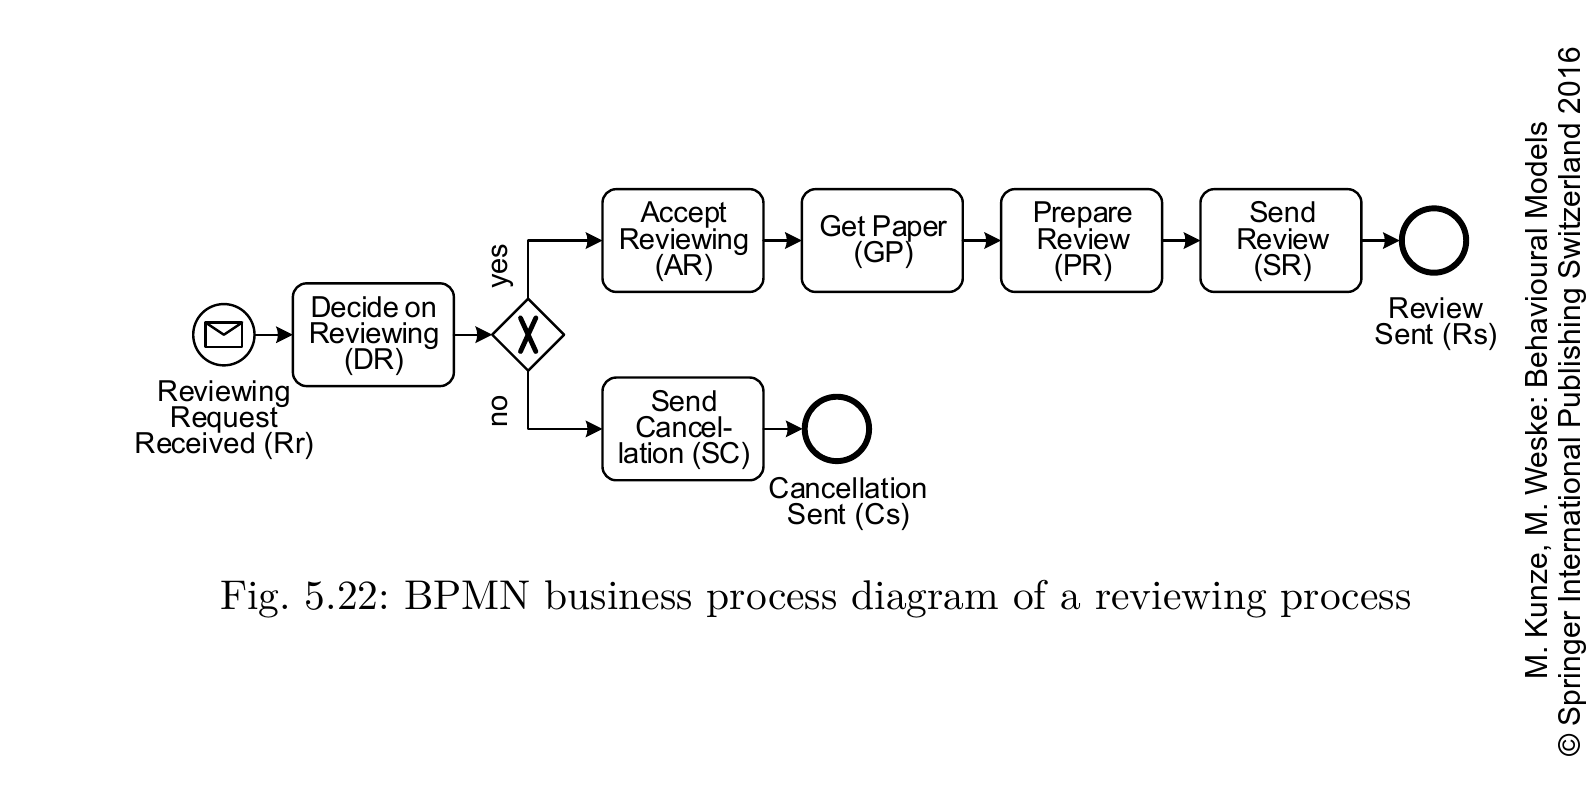 Reviewing
Request
Received (Rr)
Decide on
Reviewing
(DR)
X
yes
no
Accept
Reviewing
(AR)
Get Paper
(GP)
Prepare
Review
(PR)
Send
Review
(SR)
Review
Sent (Rs)
Send
Cancel-
lation (SC)
Cancellation
Sent (Cs)
Fig. 5.22: BPMN business process diagram of a reviewing process
M. Kunze, M. Weske: Behavioural Models
© Springer International Publishing Switzerland 2016